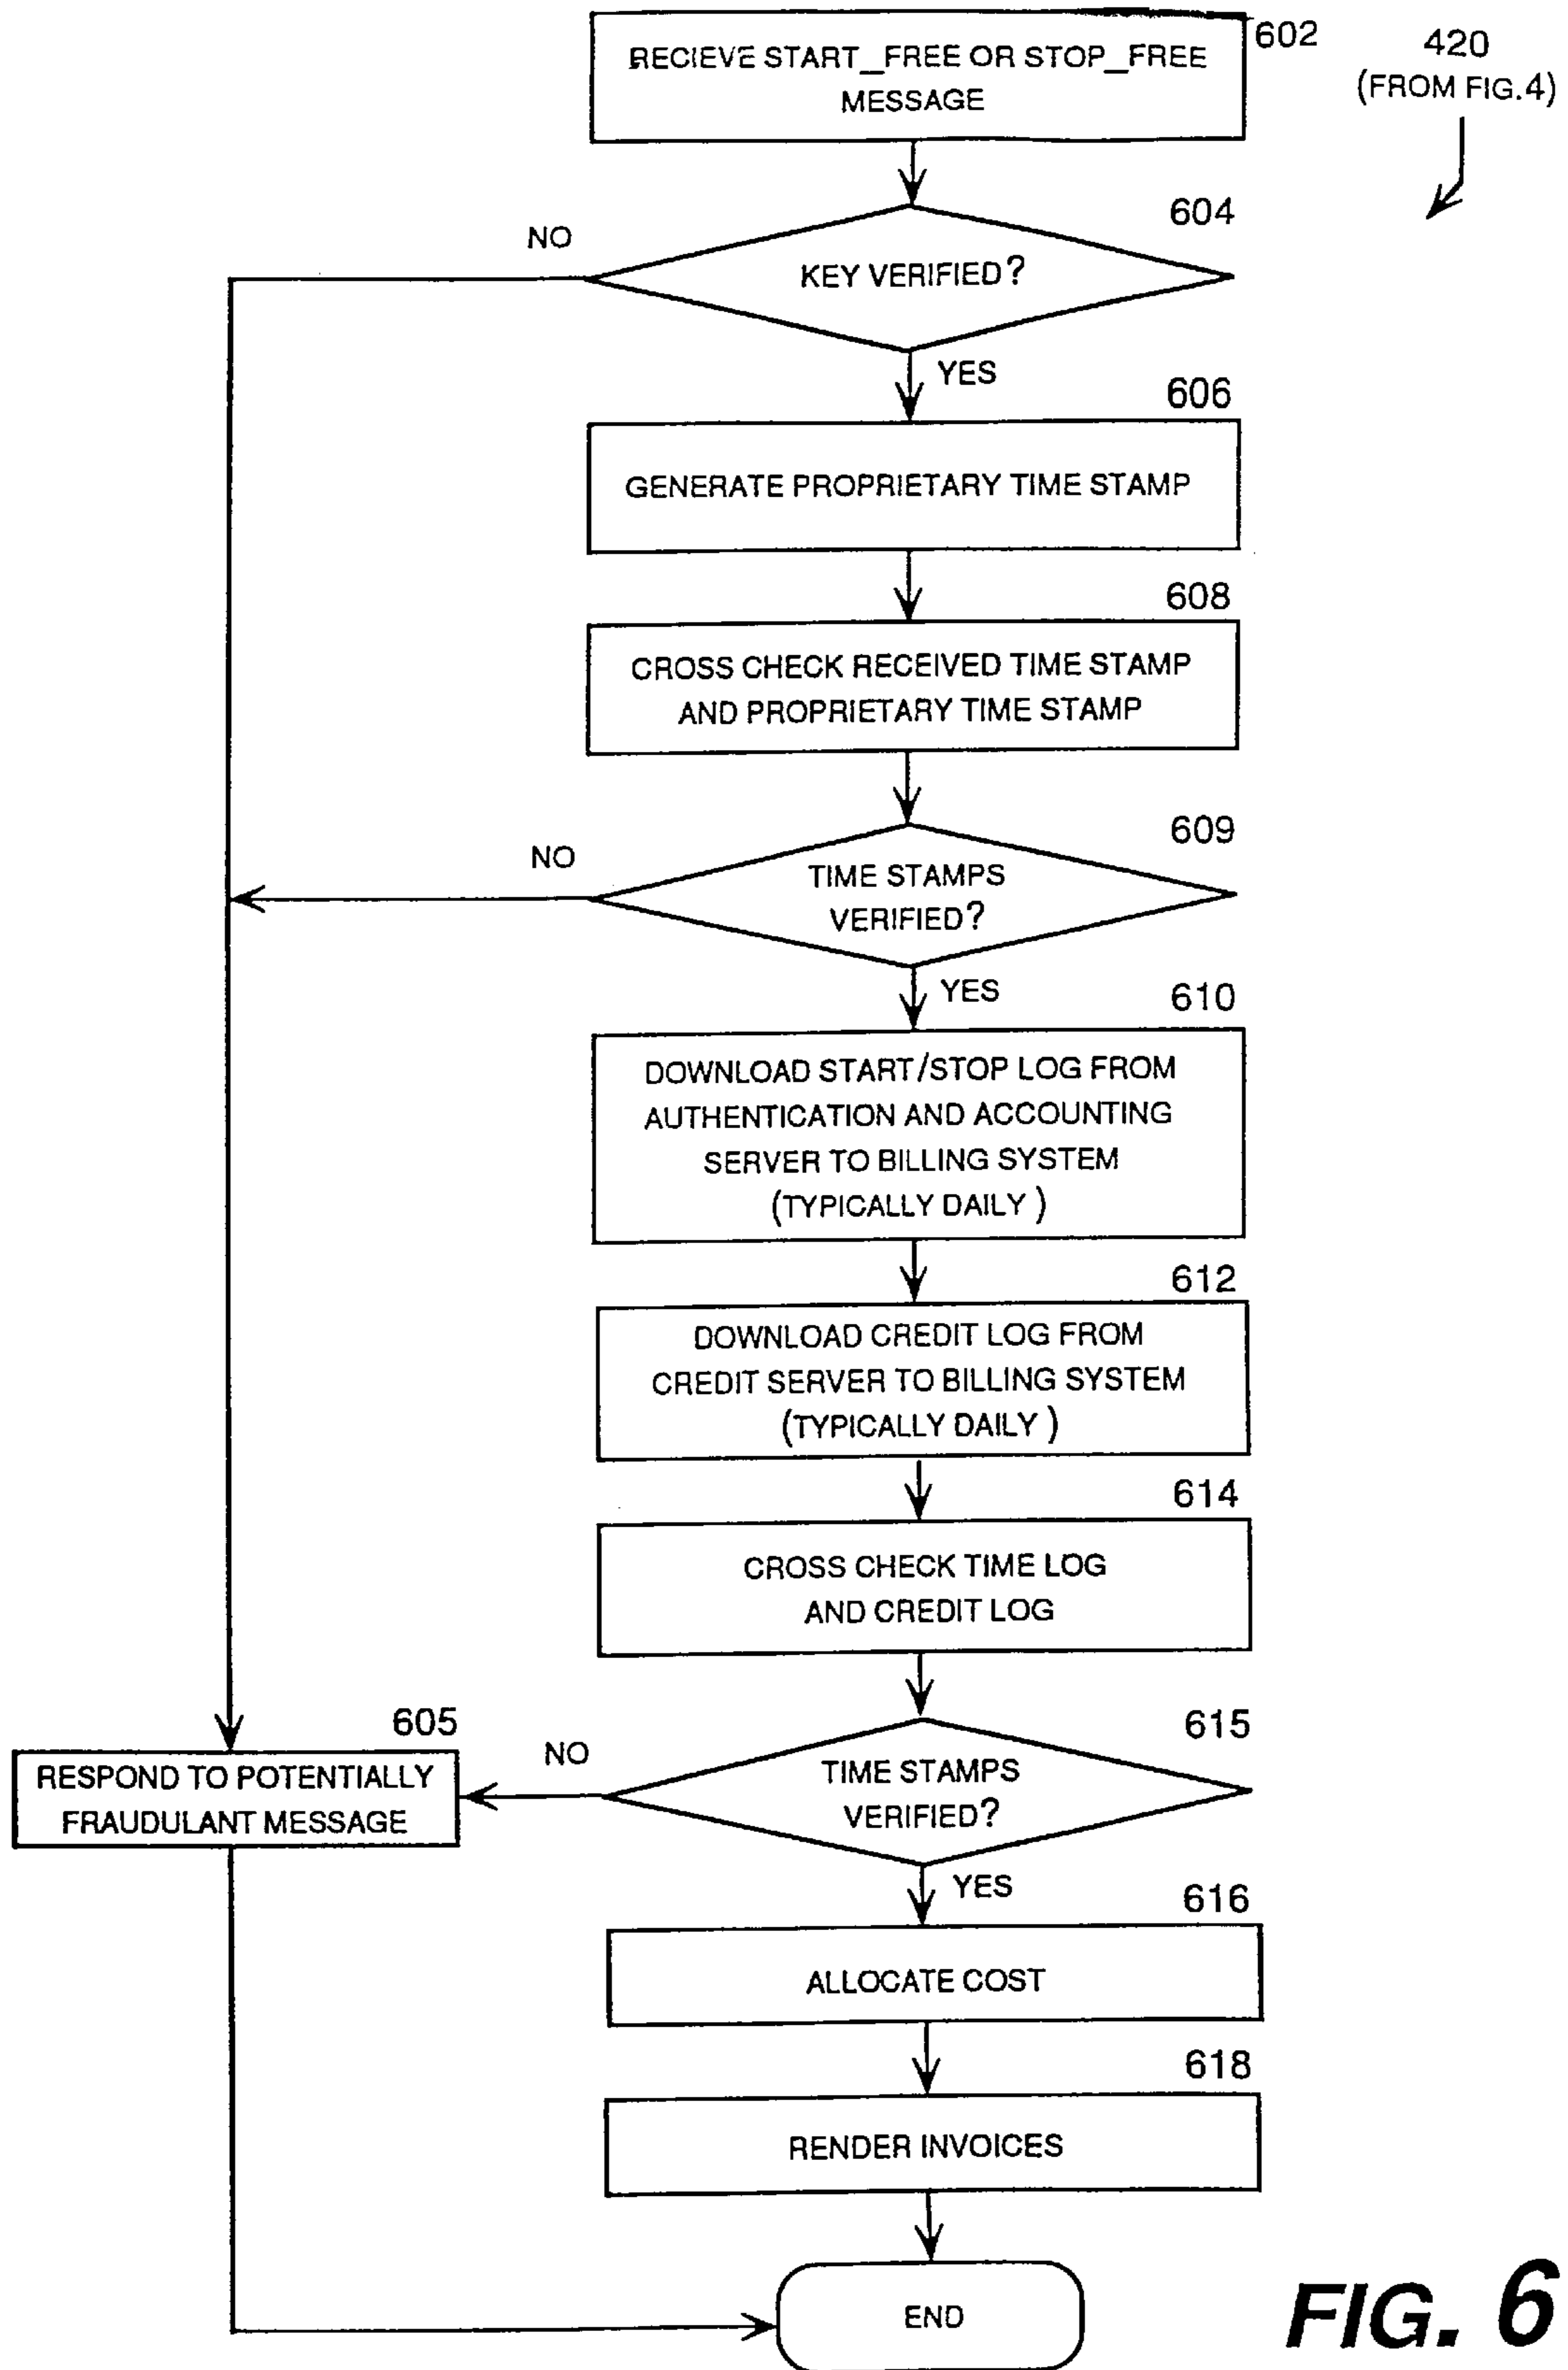 RECIEVE START_FREE OR STOP_FREE
MESSAGE
602
420
(FROM FIG.4)
604
NO
KEY VERIFIED?
YES
606
GENERATE PROPRIETARY TIME STAMP
608
CROSS CHECK RECEIVED TIME STAMP
AND PROPRIETARY TIME STAMP
609
NO
TIME STAMPS
VERIFIED?
YES
610
DOWNLOAD START/STOP LOG FROM
AUTHENTICATION AND ACCOUNTING
SERVER TO BILLING SYSTEM
(TYPICALLY DAILY )
612
DOWNLOAD CREDIT LOG FROM
CREDIT SERVER TO BILLING SYSTEM
(TYPICALLY DAILY )
614
CROSS CHECK TIME LOG
AND CREDIT LOG
605
RESPOND TO POTENTIALLY
FRAUDULANT MESSAGE
615
NO
TIME STAMPS
VERIFIED?
YES
616
ALLOCATE COST
618
RENDER INVOICES
END
FIG. 6